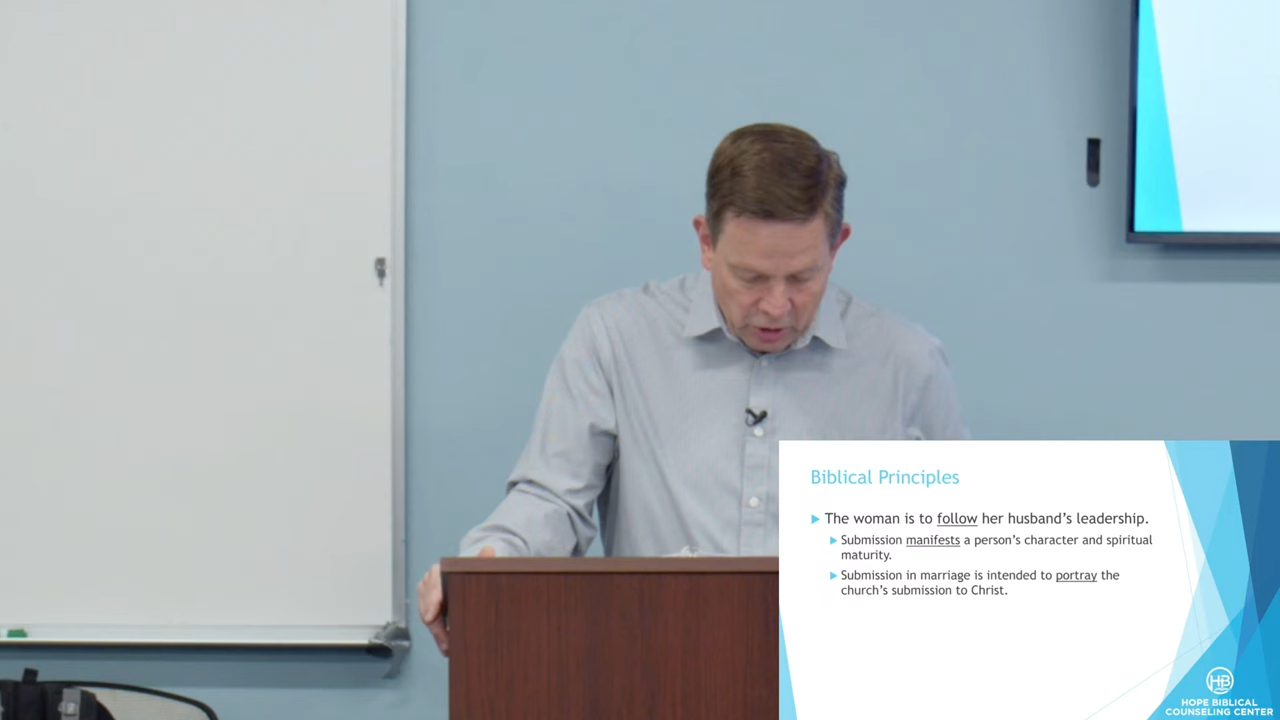 Biblical Principles
The woman is to follow her husband's leadership.
Submission manifests a person's character and spiritual
maturity.
Submission in marriage is intended to portray the
church's submission to Christ.
HB
HOPE BIBLICAL
COUNSELING CENTER